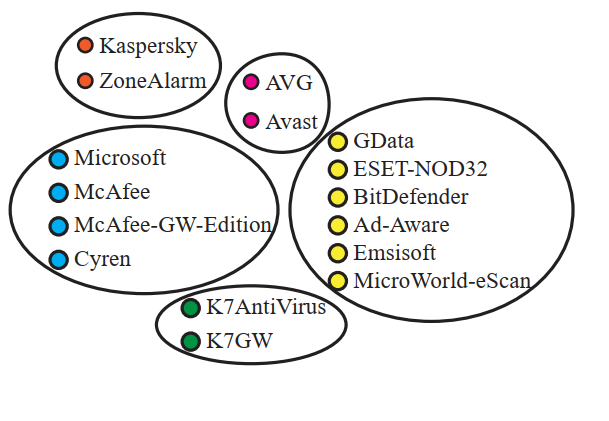 Kaspersky
ZoneAlarm
AVG
Avast
Microsoft
McAfee
McAfee-GW-Edition
Cyren
GData
ESET-NOD32
BitDefender
Ad-Aware
Emsisoft
MicroWorld-eScan
K7AntiVirus
K7GW